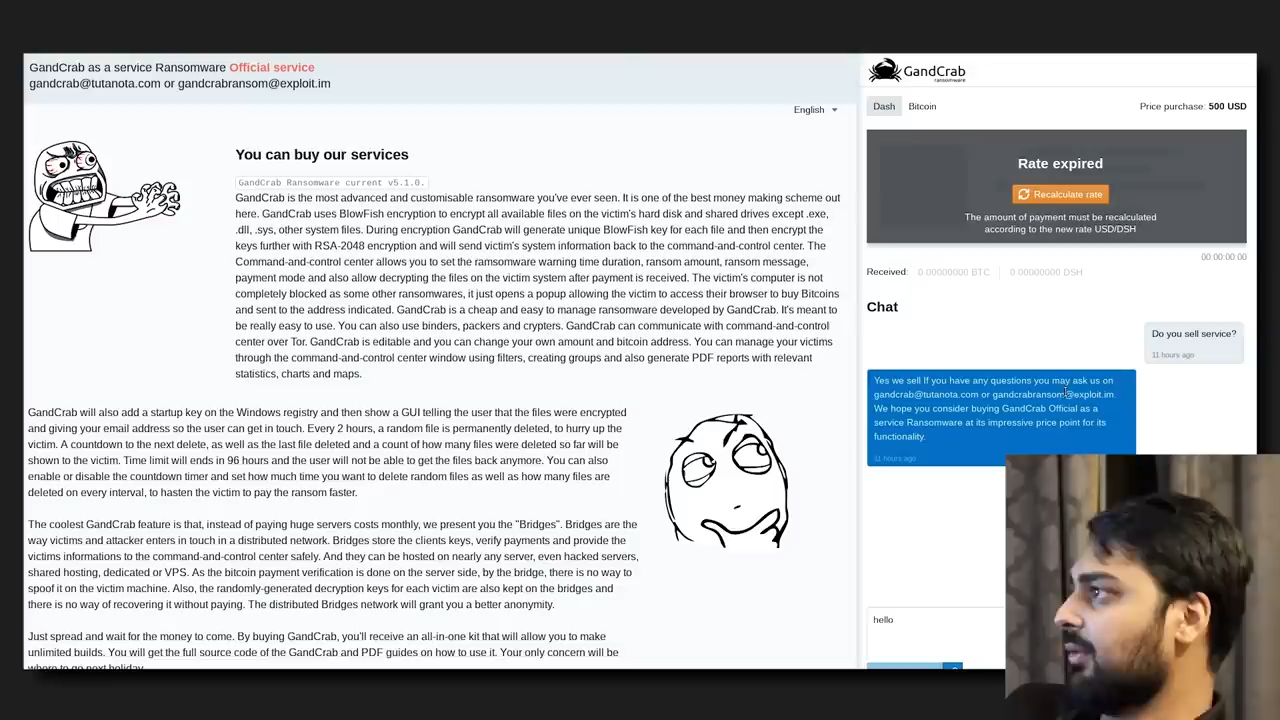 GandCrab as a service Ransomware Official service
gandcrab@tutanota.com or gandcrabransom@exploit.im
English
You can buy our services
GandCrab Ransomware current v5.1.0.
GandCrab is the most advanced and customisable ransomware you've ever seen. It is one of the best money making scheme out
here. GandCrab uses BlowFish encryption to encrypt all available files on the victim's hard disk and shared drives except .exe,
.dll, .sys, other system files. During encryption GandCrab will generate unique BlowFish key for each file and then encrypt the
keys further with RSA-2048 encryption and will send victim's system information back to the command-and-control center. The
Command-and-control center allows you to set the ransomware warning time duration, ransom amount, ransom message,
payment mode and also allow decrypting the files on the victim system after payment is received. The victim's computer is not
completely blocked as some other ransomwares, it just opens a popup allowing the victim to access their browser to buy Bitcoins
and sent to the address indicated. GandCrab is a cheap and easy to manage ransomware developed by GandCrab. It's meant to
be really easy to use. You can also use binders, packers and crypters. GandCrab can communicate with command-and-control
center over Tor. GandCrab is editable and you can change your own amount and bitcoin address. You can manage your victims
through the command-and-control center window using filters, creating groups and also generate PDF reports with relevant
statistics, charts and maps.
GandCrab will also add a startup key on the Windows registry and then show a GUI telling the user that the files were encrypted
and giving your email address so the user can get in touch. Every 2 hours, a random file is permanently deleted, to hurry up the
victim. A countdown to the next delete, as well as the last file deleted and a count of how many files were deleted so far will be
shown to the victim. Time limit will ends in 96 hours and the user will not be able to get the files back anymore. You can also
enable or disable the countdown timer and set how much time you want to delete random files as well as how many files are
deleted on every interval, to hasten the victim to pay the ransom faster.
The coolest GandCrab feature is that, instead of paying huge servers costs monthly, we present you the "Bridges". Bridges are the
way victims and attacker enters in touch in a distributed network. Bridges store the clients keys, verify payments and provide the
victims informations to the command-and-control center safely. And they can be hosted on nearly any server, even hacked servers,
shared hosting, dedicated or VPS. As the bitcoin payment verification is done on the server side, by the bridge, there is no way to
spoof it on the victim machine. Also, the randomly-generated decryption keys for each victim are also kept on the bridges and
there is no way of recovering it without paying. The distributed Bridges network will grant you a better anonymity.
Just spread and wait for the money to come. By buying GandCrab, you'll receive an all-in-one kit that will allow you to make
unlimited builds. You will get the full source code of the GandCrab and PDF guides on how to use it. Your only concern will be
where to go next holiday.
GandCrab
ransomware
Dash Bitcoin Price purchase: 500 USD
Rate expired
Recalculate rate
The amount of payment must be recalculated
according to the new rate USD/DSH
00:00:00:00
Received: 0.00000000 BTC 0.00000000 DSH
Chat
Do you sell service?
11 hours ago
Yes we sell If you have any questions you may ask us on
gandcrab@tutanota.com or gandcrabransom@exploit.im.
We hope you consider buying GandCrab Official as a
service Ransomware at its impressive price point for its
functionality.
11 hours ago
hello